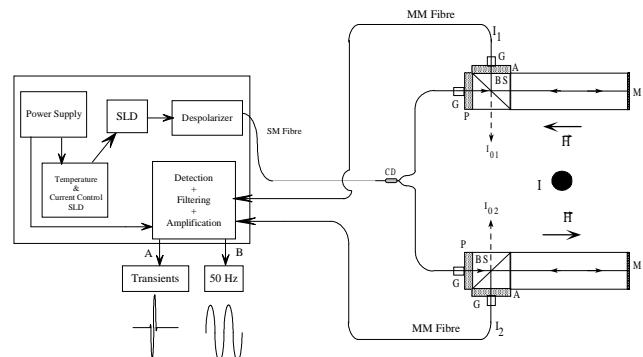 MM Fibre
I1
G
A
BS
G
P
M
I01
H
Power Supply
SLD
Despolarizer
SM Fibre
Temperature
&
Current Control
SLD
Detection
+
Filtering
+
Amplification
CD
I
I02
H
P
BS
G
M
A
G
I2
MM Fibre
A
B
Transients
50 Hz